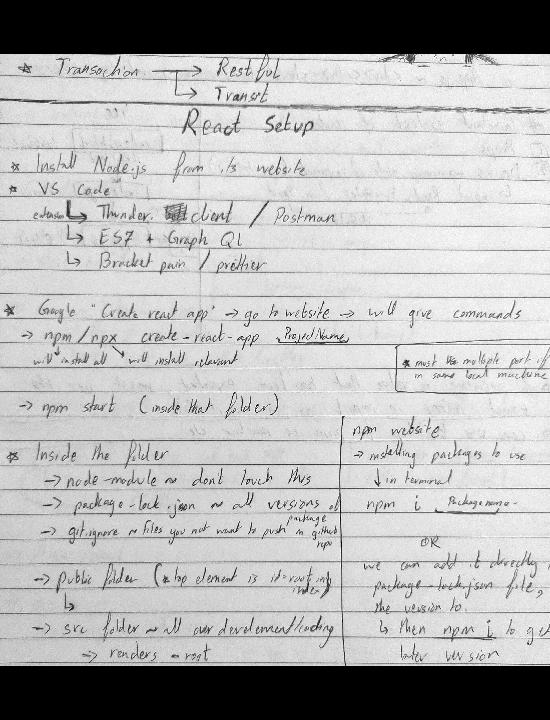 * Transaction → Restful
↳ Transit
React Setup
* Install Node.js from its website
* VS Code
extension ↳ Thunder client / Postman
↳ ES7 + Graph Ql
↳ Bracket pair / prettier
* Google "Create react app" → go to website → will give commands
→ npm/npx create-react-app ProjectName
will install all will install relevant
* must use multiple port if
in same local machine
→ npm start (inside that folder)
* Inside the folder
→ node-module ~ don't touch this
→ package-lock.json ~ all versions of
package
→ git.ignore ~ files you not want to push in github
repo
→ public folder (* top element is id=root in
index)
↳
→ src folder ~ all our development/coding
→ renders - root
npm website
→ installing packages to use
↓ in terminal
npm i Package name
OR
we can add it directly i
package-lock.json file,
the version to.
↳ then npm i to get
later version